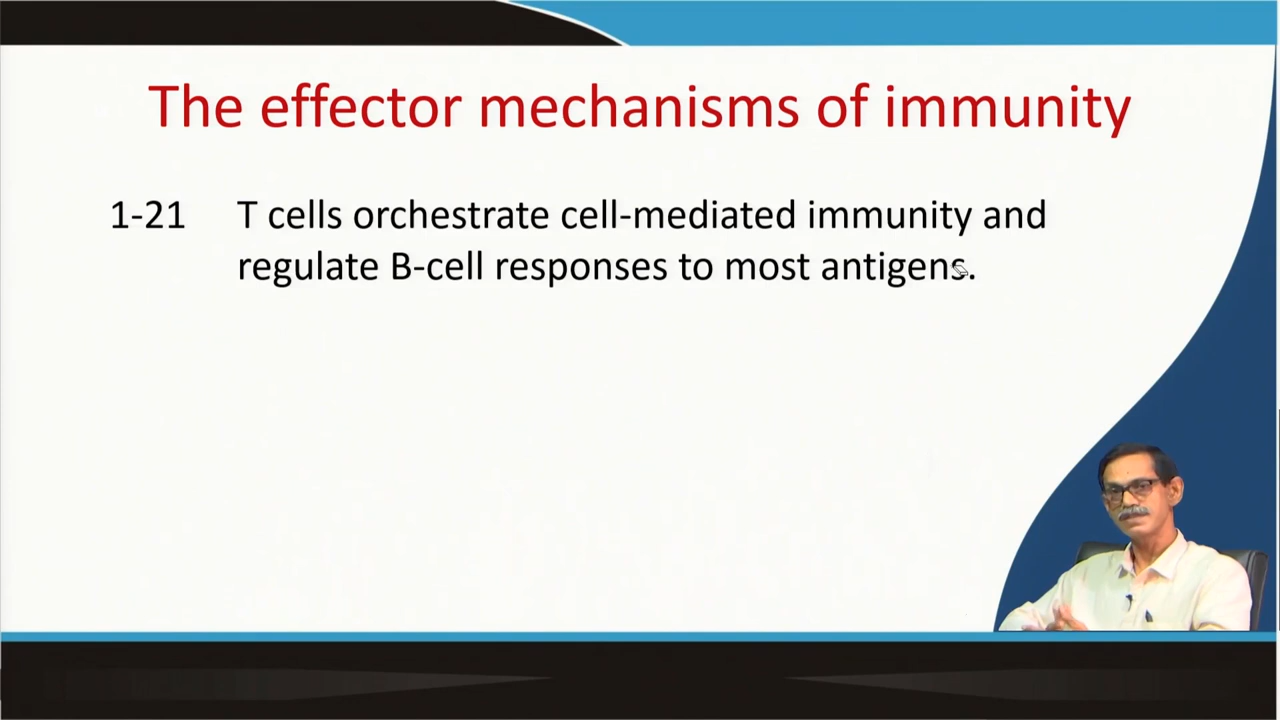 The effector mechanisms of immunity
1-21 T cells orchestrate cell-mediated immunity and
regulate B-cell responses to most antigens.